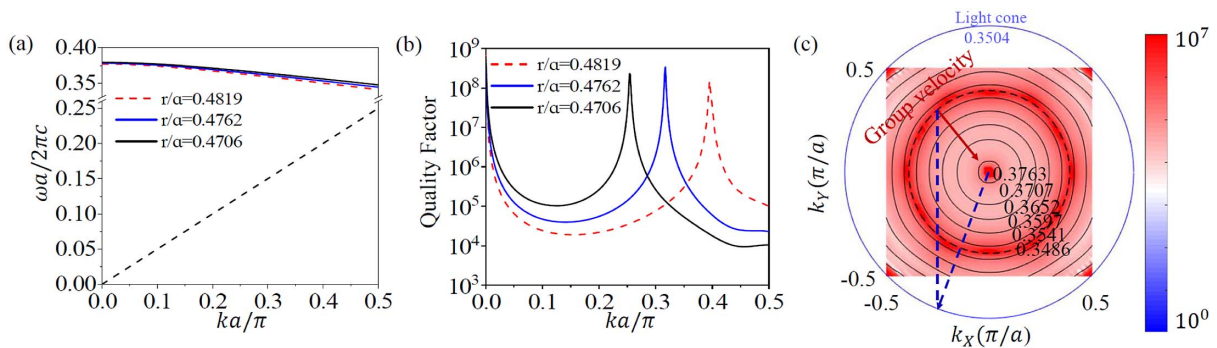 (a)
0.40
0.35
0.25
0.20
0.15
0.10
0.05
0.00
ωa/2πc
r/a=0.4819
r/a=0.4762
r/a=0.4706
0.0 0.1 0.2 0.3 0.4 0.5
ka/π
(b)
10⁹
10⁸
10⁷
10⁶
10⁵
10⁴
10³
Quality Factor
r/a=0.4819
r/a=0.4762
r/a=0.4706
0.0 0.1 0.2 0.3 0.4 0.5
ka/π
(c)
Light cone
0.3504
Group velocity
0.5
-0.5
k_Y(π/a)
0.3763
0.3707
0.3652
0.3597
0.3541
0.3486
-0.5 0.5
k_X(π/a)
10⁷
10⁰